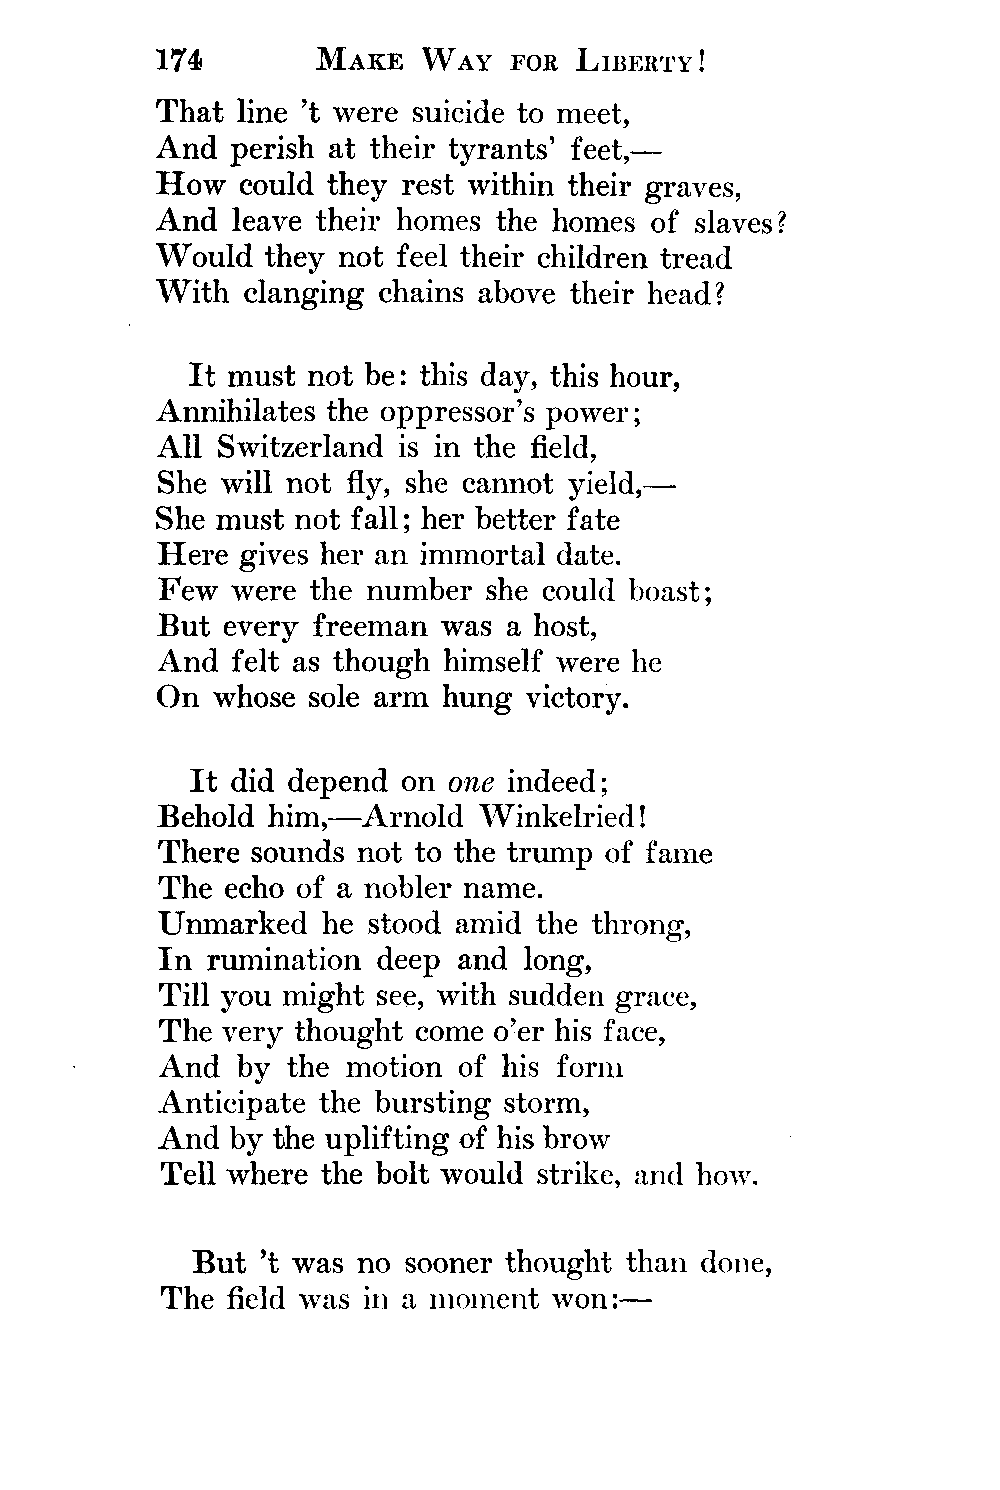 174 MAKE WAY FOR LIBERTY!
That line 't were suicide to meet,
And perish at their tyrants' feet,—
How could they rest within their graves,
And leave their homes the homes of slaves?
Would they not feel their children tread
With clanging chains above their head?
It must not be: this day, this hour,
Annihilates the oppressor's power;
All Switzerland is in the field,
She will not fly, she cannot yield,—
She must not fall; her better fate
Here gives her an immortal date.
Few were the number she could boast;
But every freeman was a host,
And felt as though himself were he
On whose sole arm hung victory.
It did depend on one indeed;
Behold him,—Arnold Winkelried!
There sounds not to the trump of fame
The echo of a nobler name.
Unmarked he stood amid the throng,
In rumination deep and long,
Till you might see, with sudden grace,
The very thought come o'er his face,
And by the motion of his form
Anticipate the bursting storm,
And by the uplifting of his brow
Tell where the bolt would strike, and how.
But 't was no sooner thought than done,
The field was in a moment won:—